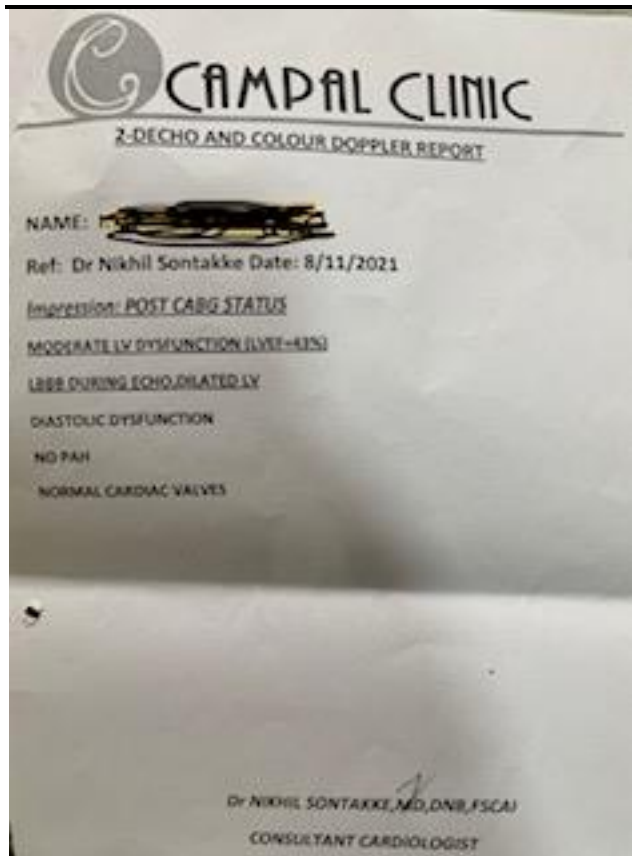 CAMPAL CLINIC
2-DECHO AND COLOUR DOPPLER REPORT
NAME:
Ref: Dr Nikhil Sontakke Date: 8/11/2021
Impression: POST CABG STATUS
MODERATE LV DYSFUNCTION (LVEF=43%)
LBBB DURING ECHO,DILATED LV
DIASTOLIC DYSFUNCTION
NO PAH
NORMAL CARDIAC VALVES
Dr NIKHIL SONTAKKE,MD,DNB,FSCAI
CONSULTANT CARDIOLOGIST